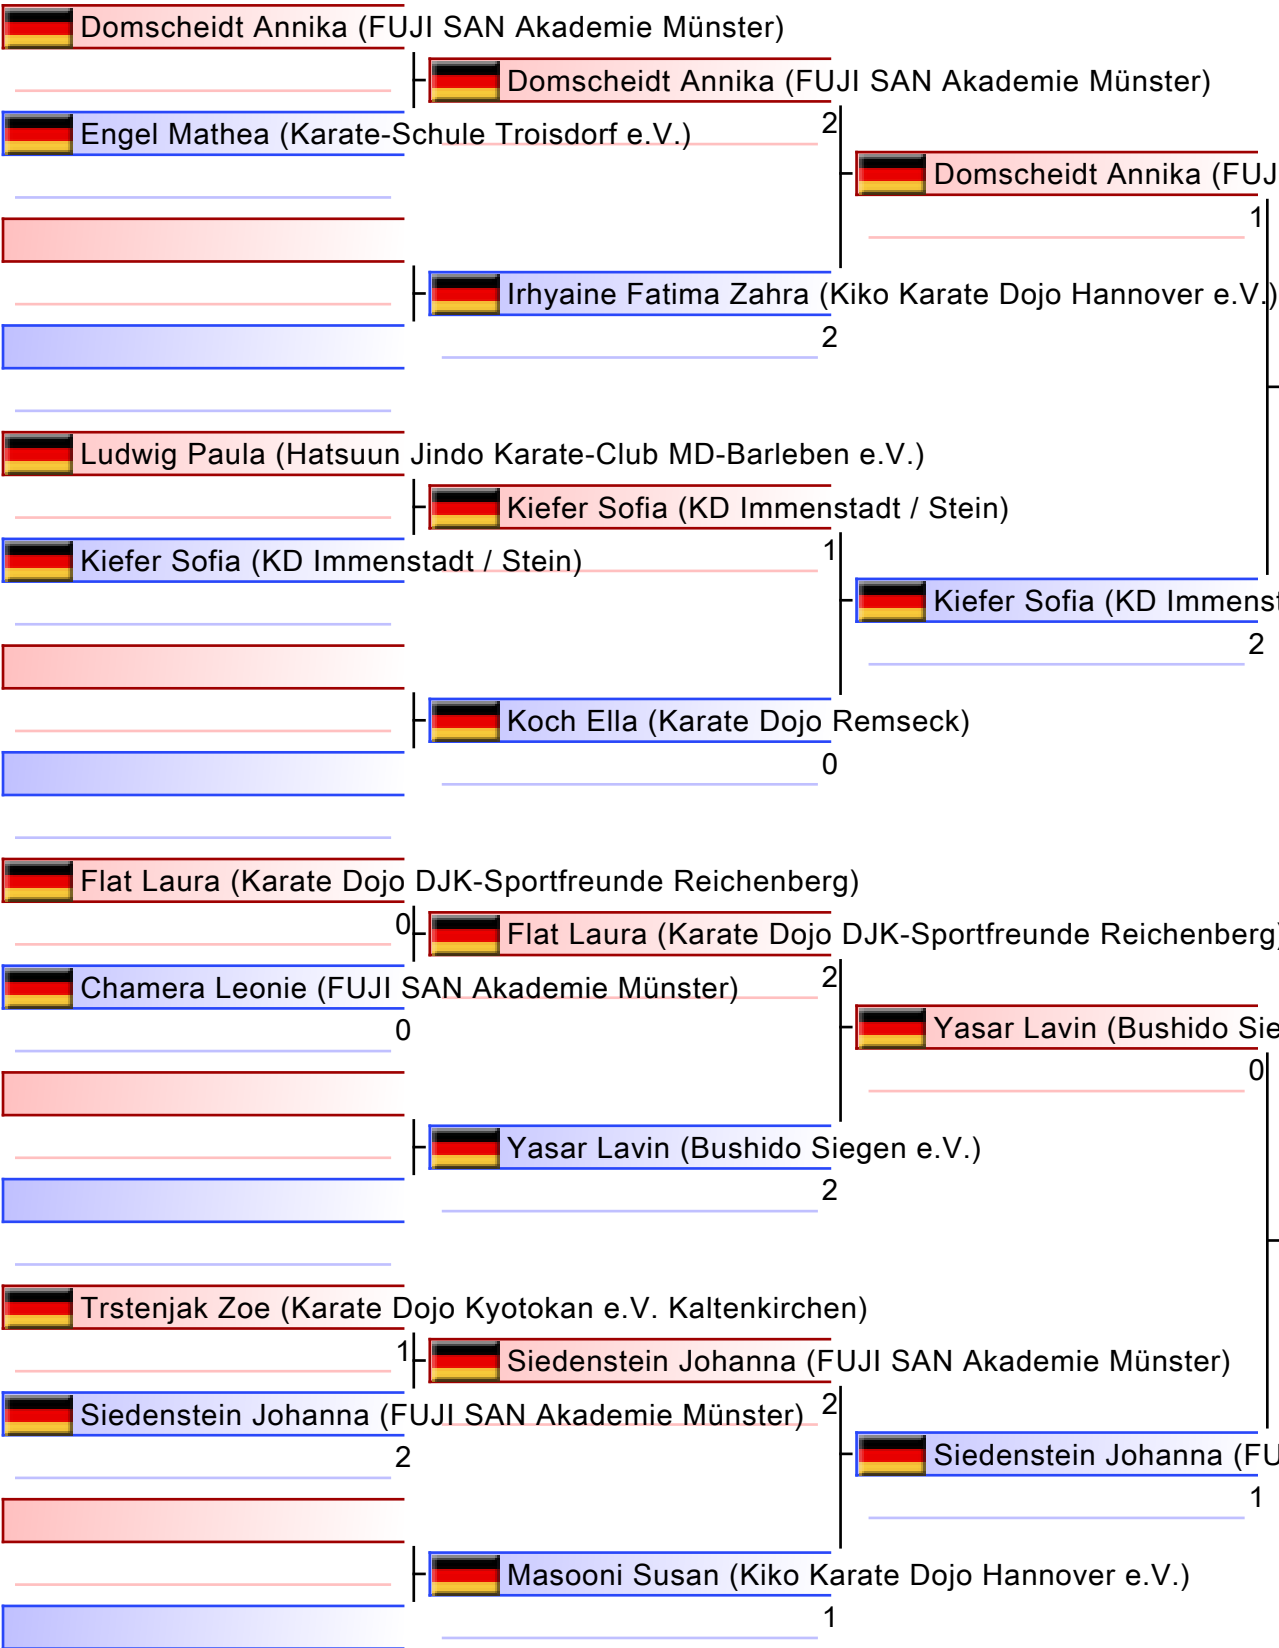 Domscheidt Annika (FUJI SAN Akademie Münster)
Domscheidt Annika (FUJI SAN Akademie Münster)
2
Engel Mathea (Karate-Schule Troisdorf e.V.)
Domscheidt Annika (FUJ
1
Irhyaine Fatima Zahra (Kiko Karate Dojo Hannover e.V.)
2
Ludwig Paula (Hatsuun Jindo Karate-Club MD-Barleben e.V.)
Kiefer Sofia (KD Immenstadt / Stein)
1
Kiefer Sofia (KD Immenstadt / Stein)
Kiefer Sofia (KD Immenst
2
Koch Ella (Karate Dojo Remseck)
0
Flat Laura (Karate Dojo DJK-Sportfreunde Reichenberg)
0
Flat Laura (Karate Dojo DJK-Sportfreunde Reichenberg)
2
Chamera Leonie (FUJI SAN Akademie Münster)
0
Yasar Lavin (Bushido Sie
0
Yasar Lavin (Bushido Siegen e.V.)
2
Trstenjak Zoe (Karate Dojo Kyotokan e.V. Kaltenkirchen)
1
Siedenstein Johanna (FUJI SAN Akademie Münster)
2
Siedenstein Johanna (FUJI SAN Akademie Münster)
2
Siedenstein Johanna (FU
1
Masooni Susan (Kiko Karate Dojo Hannover e.V.)
1